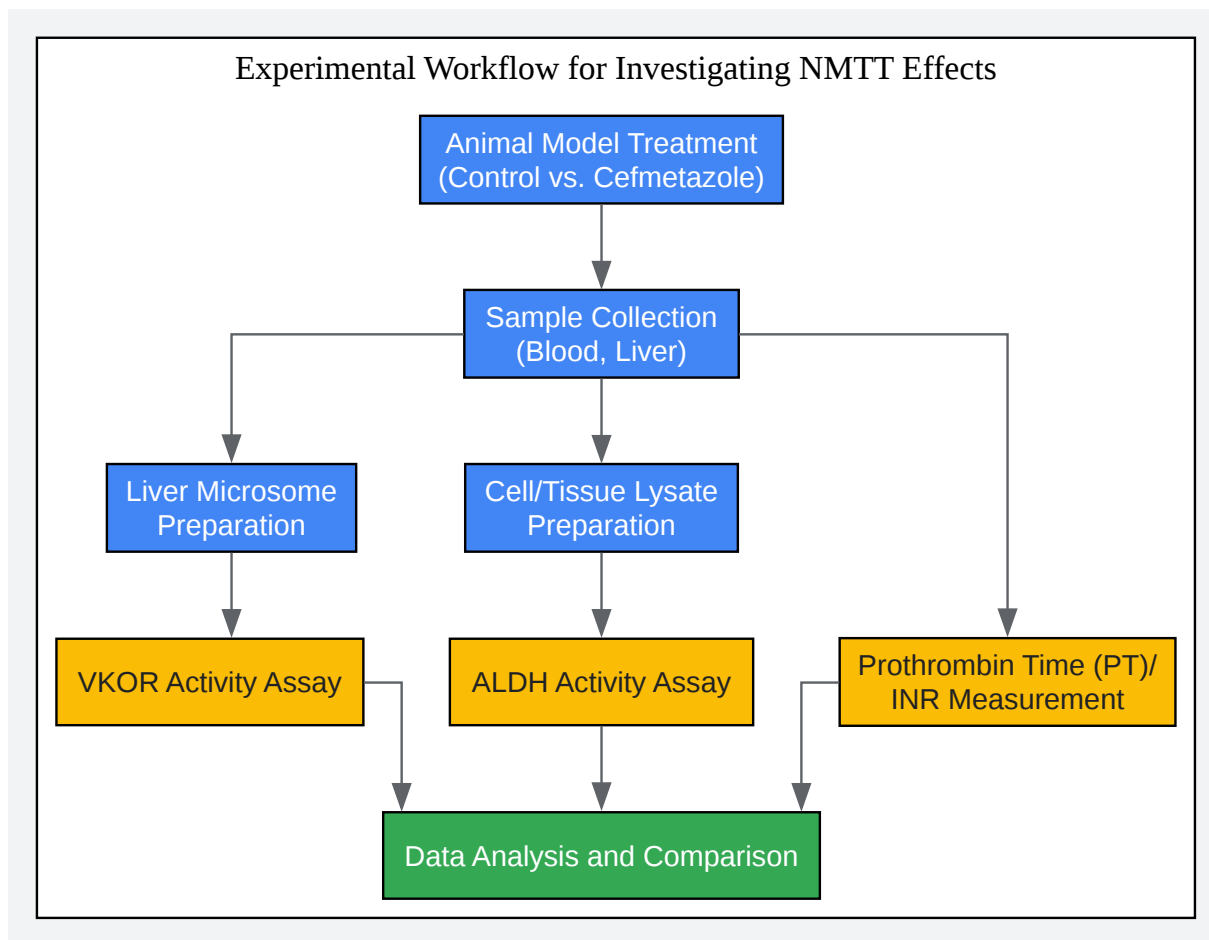 Experimental Workflow for Investigating NMTT Effects
Animal Model Treatment
(Control vs. Cefmetazole)
Sample Collection
(Blood, Liver)
Liver Microsome
Preparation
Cell/Tissue Lysate
Preparation
VKOR Activity Assay
ALDH Activity Assay
Prothrombin Time (PT)/
INR Measurement
Data Analysis and Comparison